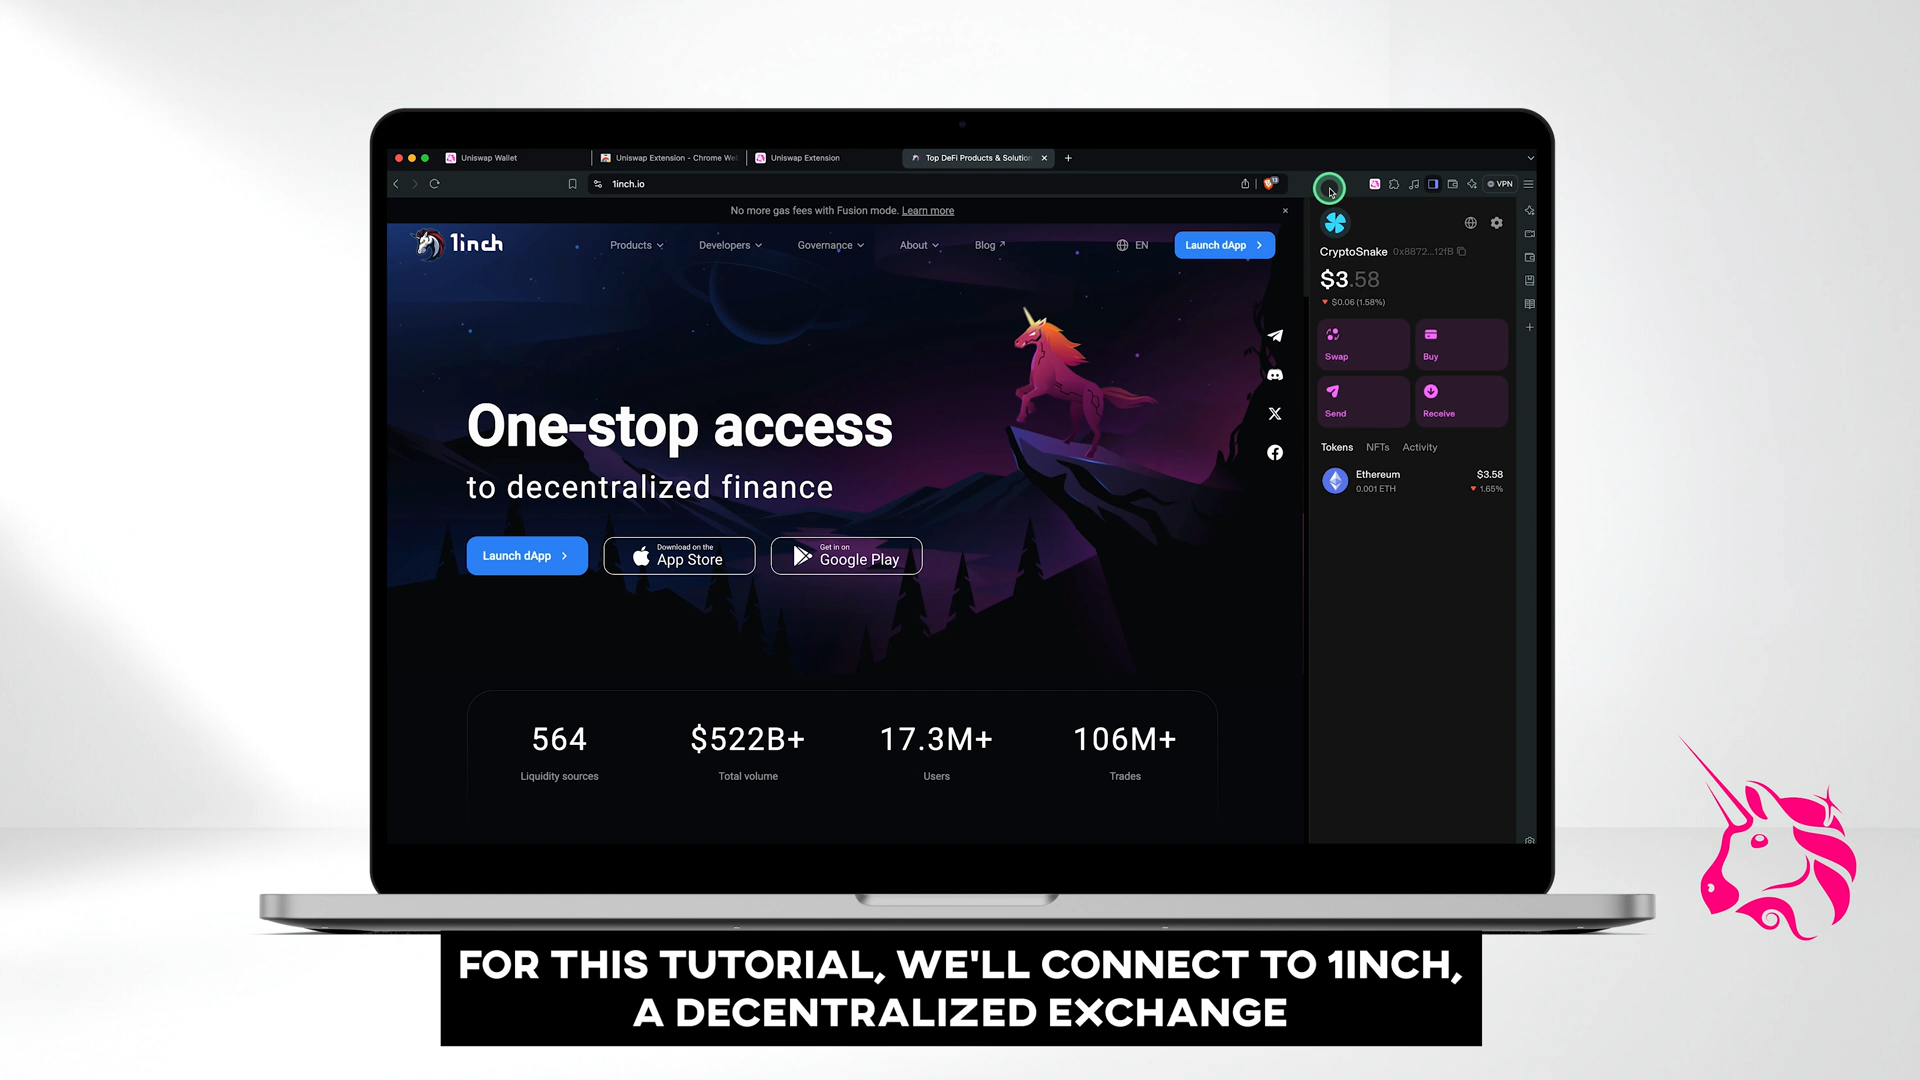 Uniswap Wallet
Uniswap Extension - Chrome We
Uniswap Extension
Top DeFi Products & Solution
1inch.io
13
VPN
No more gas fees with Fusion mode. Learn more
1inch
Products
Developers
Governance
About
Blog
EN
Launch dApp
One-stop access
to decentralized finance
Launch dApp
Download on the
App Store
Get in on
Google Play
564
Liquidity sources
$522B+
Total volume
17.3M+
Users
106M+
Trades
CryptoSnake 0x8872...12fB
$3.58
$0.06 (1.58%)
Swap
Buy
Send
Receive
Tokens NFTs Activity
Ethereum $3.58
0.001 ETH 1.65%
FOR THIS TUTORIAL, WE'LL CONNECT TO 1INCH,
A DECENTRALIZED EXCHANGE